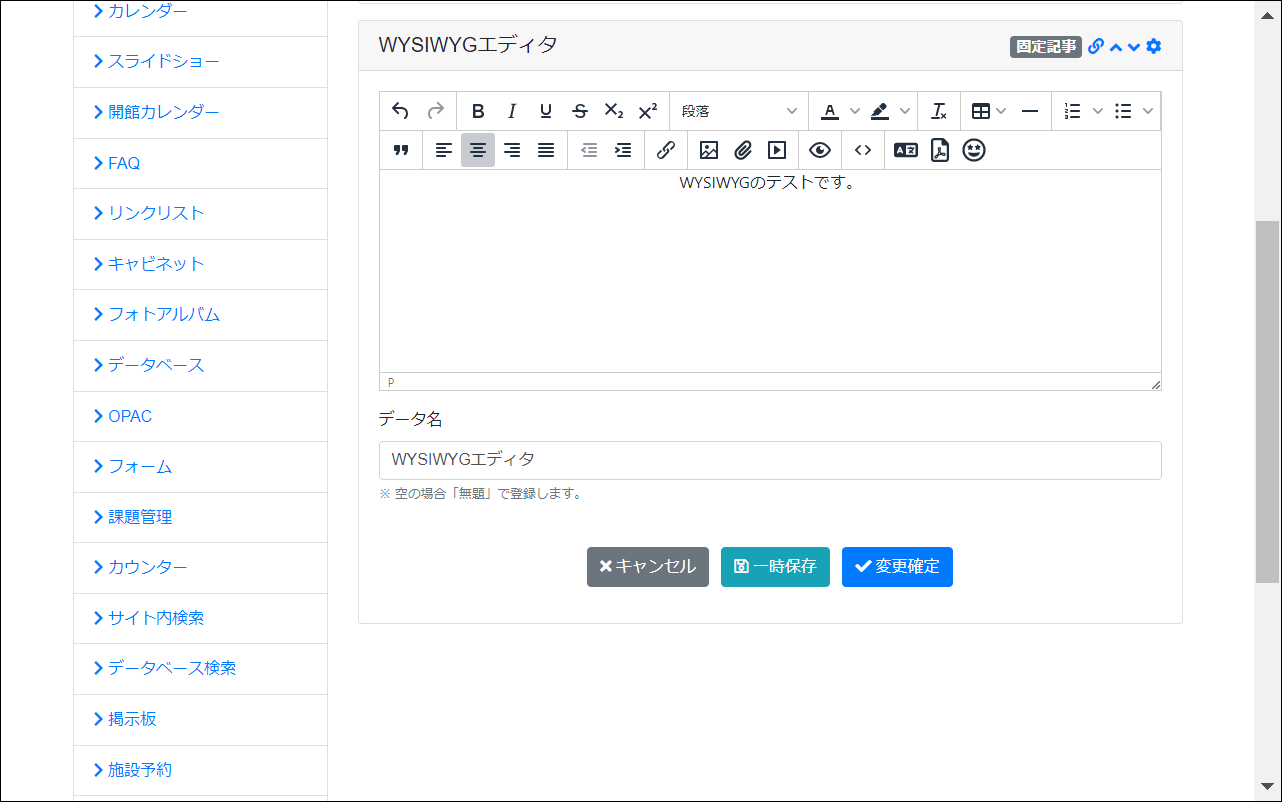 カレンダー
スライドショー
開館カレンダー
FAQ
リンクリスト
キャビネット
フォトアルバム
データベース
OPAC
フォーム
課題管理
カウンター
サイト内検索
データベース検索
掲示板
施設予約
WYSIWYGエディタ
固定記事
段落
WYSIWYGのテストです。
P
データ名
WYSIWYGエディタ
※ 空の場合「無題」で登録します。
キャンセル
一時保存
変更確定